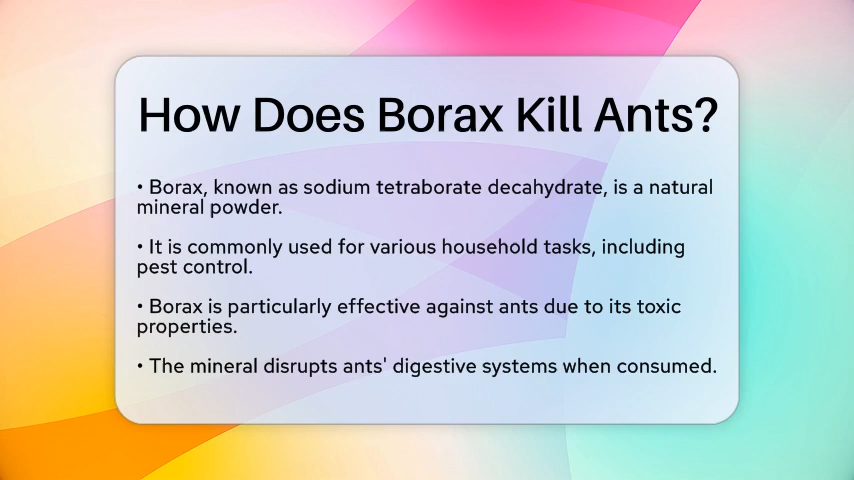 How Does Borax Kill Ants?
• Borax, known as sodium tetraborate decahydrate, is a natural
mineral powder.
• It is commonly used for various household tasks, including
pest control.
• Borax is particularly effective against ants due to its toxic
properties.
• The mineral disrupts ants' digestive systems when consumed.